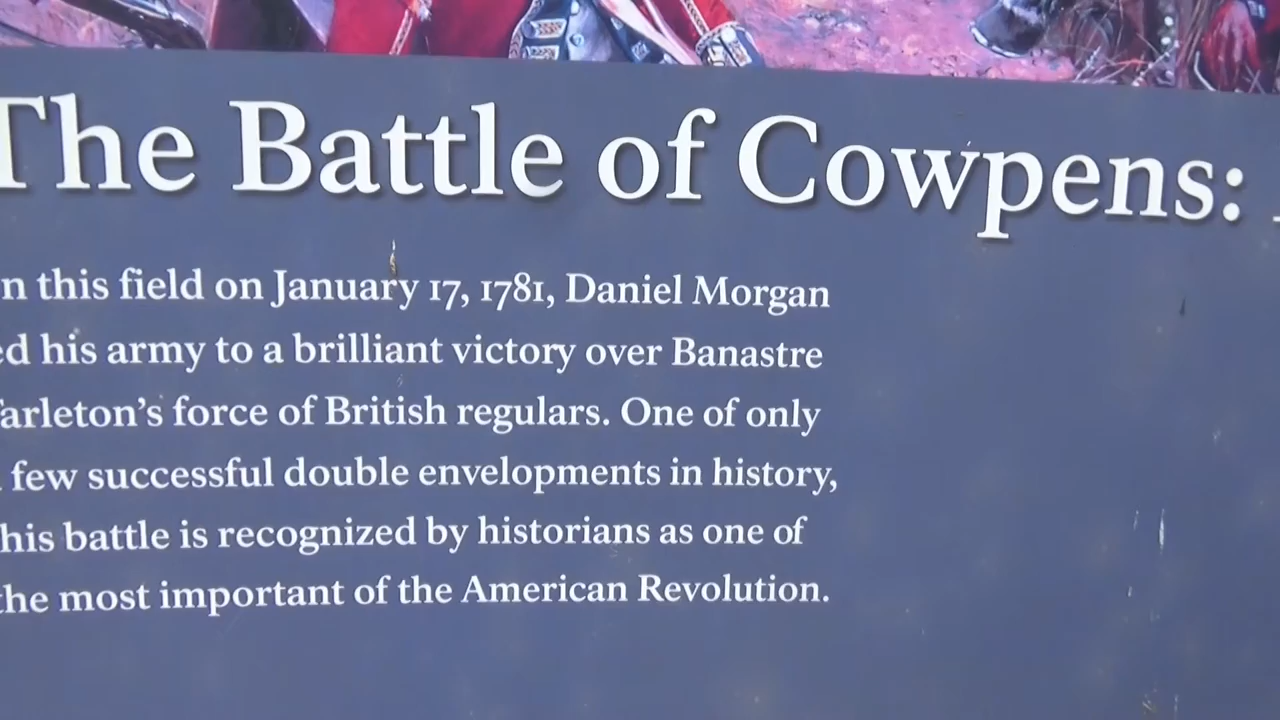 The Battle of Cowpens:
n this field on January 17, 1781, Daniel Morgan
ed his army to a brilliant victory over Banastre
arleton's force of British regulars. One of only
few successful double envelopments in history,
his battle is recognized by historians as one of
the most important of the American Revolution.